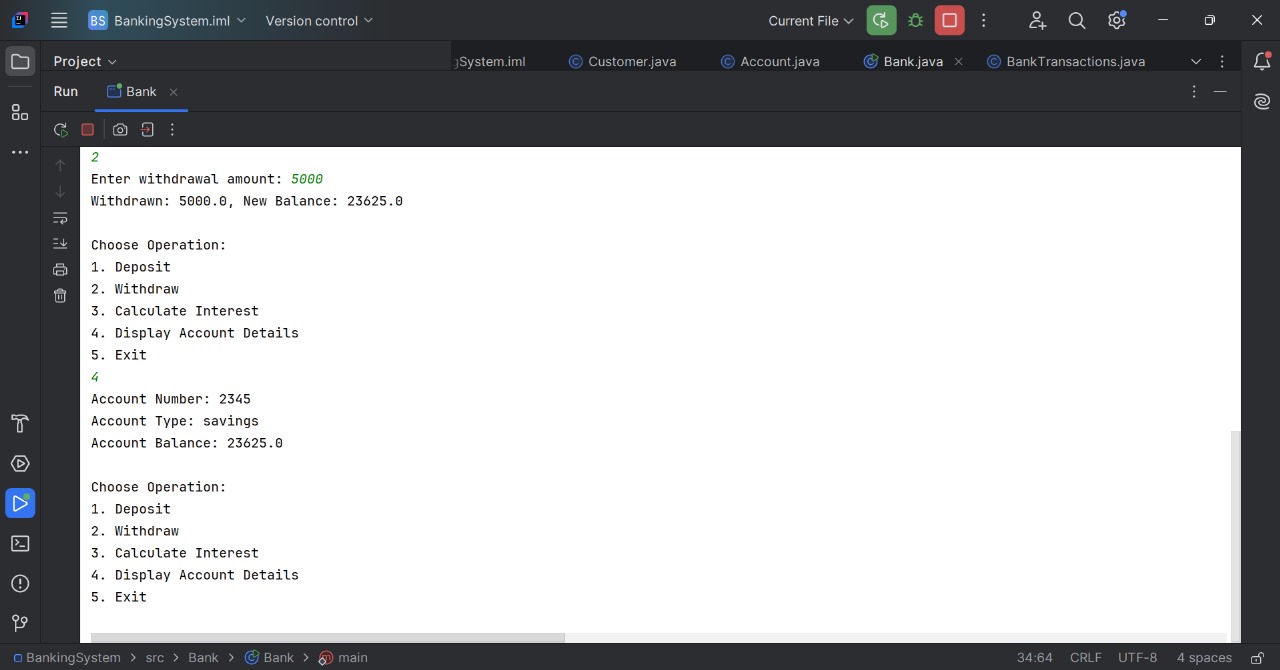 BS BankingSystem.iml Version control Current File
Project gSystem.iml Customer.java Account.java Bank.java BankTransactions.java
Run Bank
2
Enter withdrawal amount: 5000
Withdrawn: 5000.0, New Balance: 23625.0
Choose Operation:
1. Deposit
2. Withdraw
3. Calculate Interest
4. Display Account Details
5. Exit
4
Account Number: 2345
Account Type: savings
Account Balance: 23625.0
Choose Operation:
1. Deposit
2. Withdraw
3. Calculate Interest
4. Display Account Details
5. Exit
BankingSystem > src > Bank > Bank > main 34:64 CRLF UTF-8 4 spaces